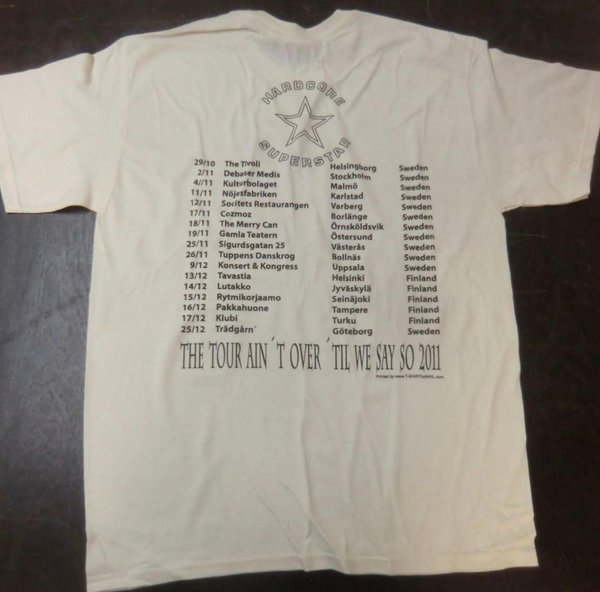 HARDCORE
SUPERSTAR
29/10 The Tivoli Helsingborg Sweden
2/11 Debaser Medis Stockholm Sweden
4//11 Kulturbolaget Malmö Sweden
11/11 Nöjesfabriken Karlstad Sweden
12/11 Socitets Restaurangen Varberg Sweden
17/11 Cozmoz Borlänge Sweden
18/11 The Merry Can Örnsköldsvik Sweden
19/11 Gamla Teatern Östersund Sweden
25/11 Sigurdsgatan 25 Västerås Sweden
26/11 Tuppens Danskrog Bollnäs Sweden
9/12 Konsert & Kongress Uppsala Sweden
13/12 Tavastia Helsinki Finland
14/12 Lutakko Jyväskylä Finland
15/12 Rytmikorjaamo Seinäjoki Finland
16/12 Pakkahuone Tampere Finland
17/12 Klubi Turku Finland
25/12 Trädgårn´ Göteborg Sweden
THE TOUR AIN´T OVER ´TIL WE SAY SO 2011
Printed by www.